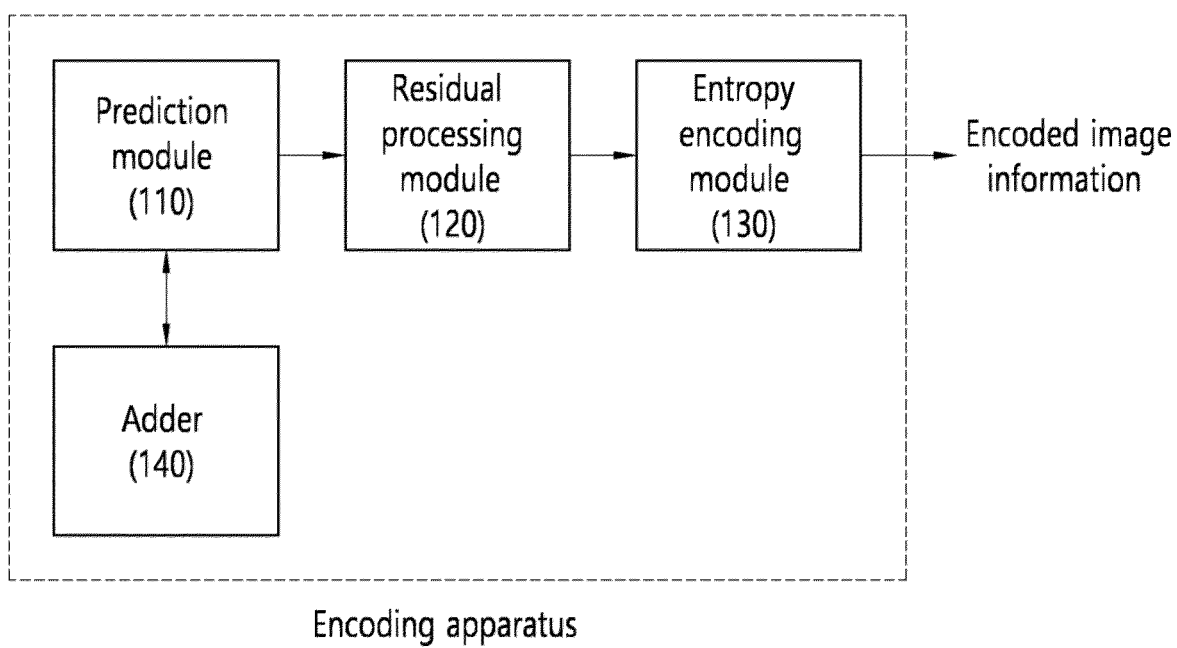 Prediction
module
(110)
Residual
processing
module
(120)
Entropy
encoding
module
(130)
Encoded image
information
Adder
(140)
Encoding apparatus